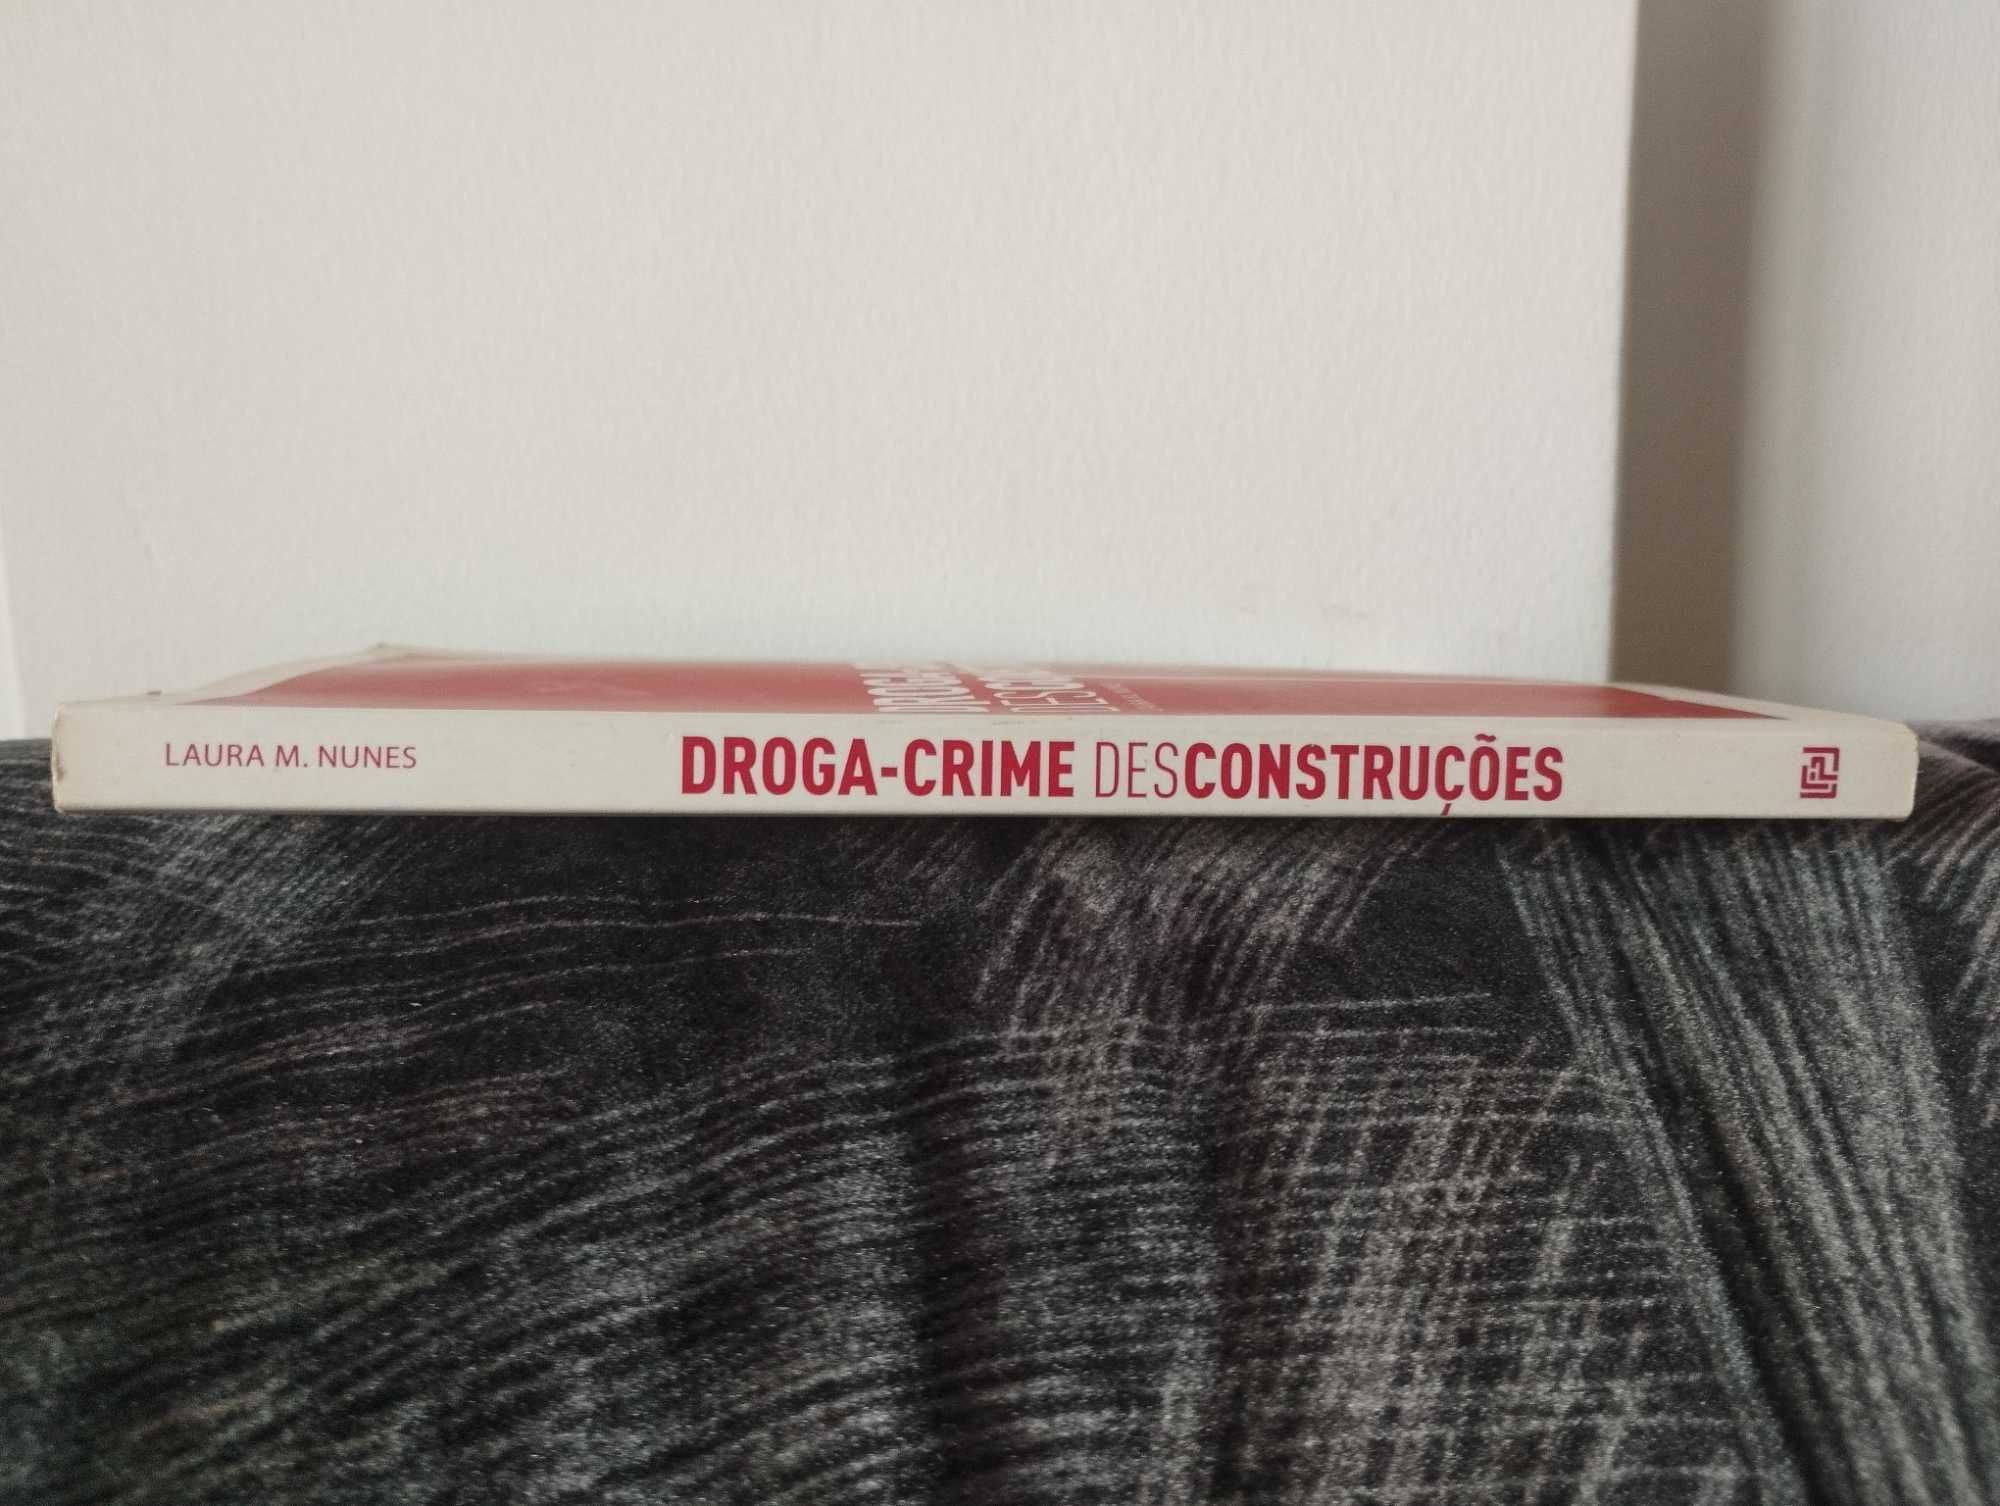 LAURA M. NUNES
DROGA-CRIME DESCONSTRUÇÕES